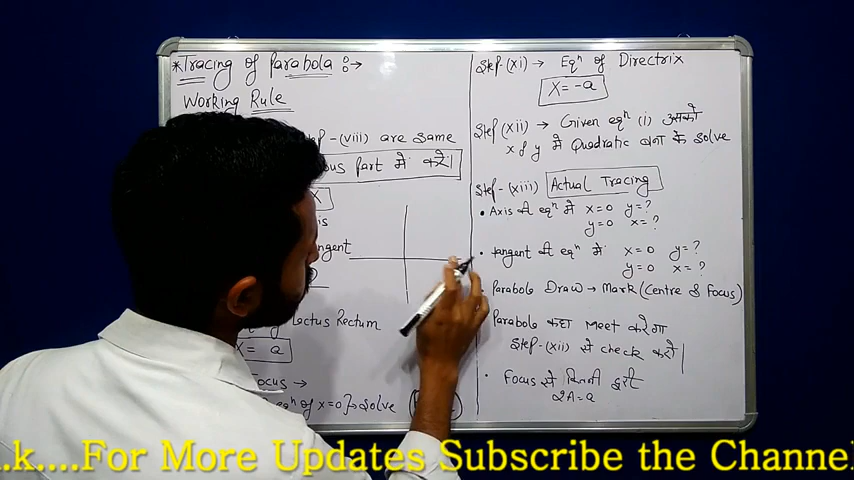 *Tracing of Parabola :→
Working Rule
(viii) are same
part में करें।
Lectus Rectum
X = a
Focus →
eqⁿ of x=0}→solve
Step-(xi) → Eqⁿ of Directrix
X = -a
Step(xii) → Given eqⁿ (i) उसको
x & y में Quadratic बना के solve
Step-(xiii) Actual Tracing
• Axis की eqⁿ में x=0 y=?
y=0 x=?
• tangent की eqⁿ में x=0 y=?
y=0 x=?
Parabole Draw → Mark (Centre & Focus)
Parabole कहा Meet करेगा
Step-(xii) से check करो
• Focus से कितनी दूरी
2A=a
.k....For More Updates Subscribe the Channel